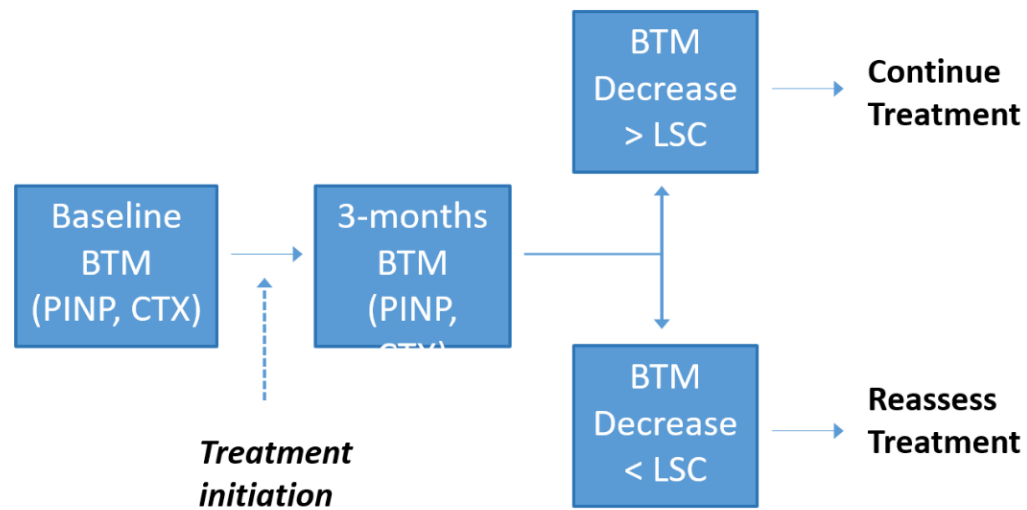 Baseline
BTM
(PINP, CTX)
Treatment
initiation
3-months
BTM
(PINP,
CTX)
BTM
Decrease
> LSC
Continue
Treatment
BTM
Decrease
< LSC
Reassess
Treatment